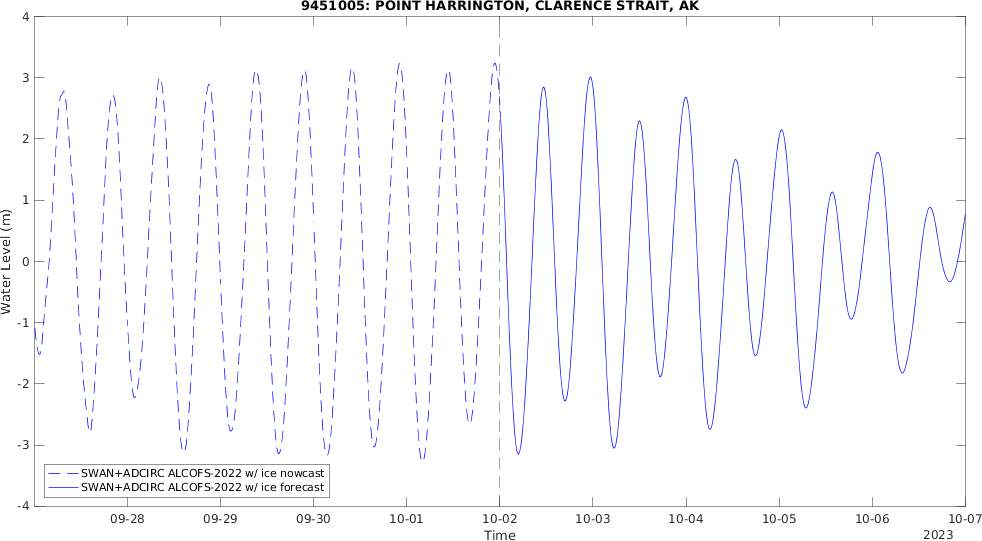 9451005: POINT HARRINGTON, CLARENCE STRAIT, AK
4
3
2
1
0
-1
-2
-3
-4
Water Level (m)
SWAN+ADCIRC ALCOFS-2022 w/ ice nowcast
SWAN+ADCIRC ALCOFS-2022 w/ ice forecast
09-28 09-29 09-30 10-01 10-02 10-03 10-04 10-05 10-06 10-07
Time
2023